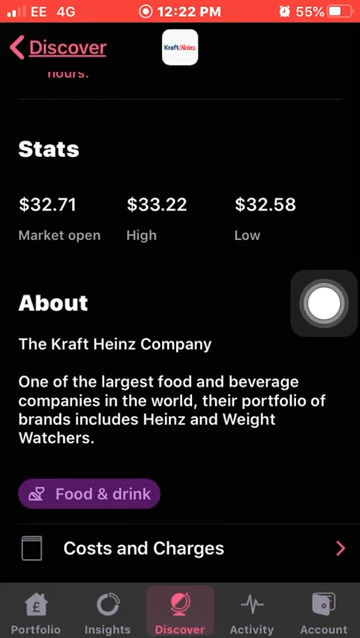 EE 4G 12:22 PM 55%
Discover
Kraft Heinz
hours.
Stats
$32.71 $33.22 $32.58
Market open High Low
About
The Kraft Heinz Company
One of the largest food and beverage
companies in the world, their portfolio of
brands includes Heinz and Weight
Watchers.
Food & drink
Costs and Charges
Portfolio Insights Discover Activity Account